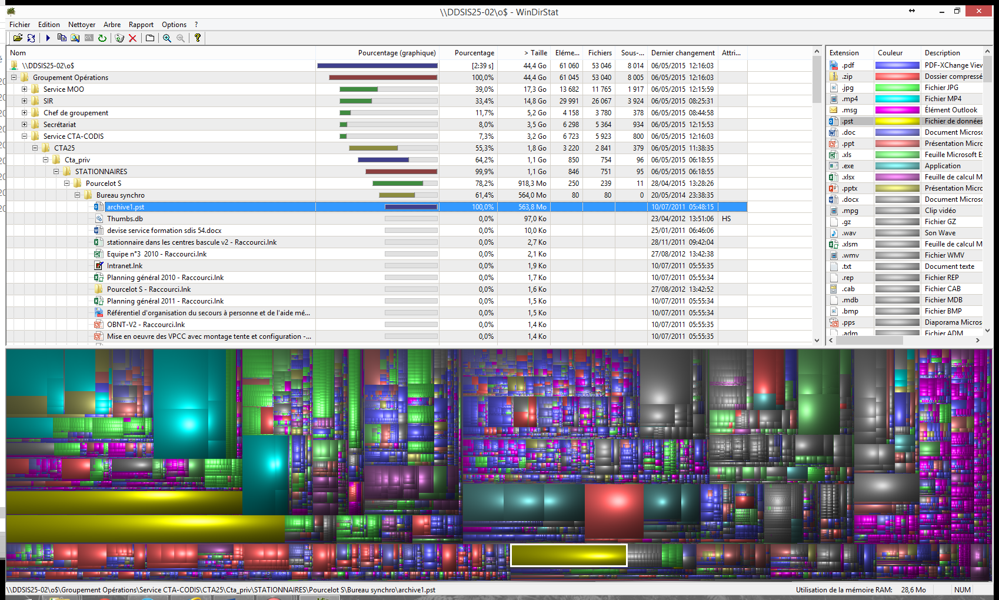 \\DDSIS25-02\o$ - WinDirStat
Fichier Edition Nettoyer Arbre Rapport Options ?
Nom Pourcentage (graphique) Pourcentage > Taille Eléme... Fichiers Sous-... Dernier changement Attri...
\\DDSIS25-02\o$ [2:39 s] 44,4 Go 61 060 53 046 8 014 06/05/2015 12:16:03
Groupement Opérations 100,0% 44,4 Go 61 045 53 040 8 005 06/05/2015 12:16:03
Service MOO 39,0% 17,3 Go 13 682 11 765 1 917 06/05/2015 12:15:59
SIR 33,4% 14,8 Go 29 991 26 067 3 924 06/05/2015 08:25:31
Chef de groupement 11,7% 5,2 Go 4 158 3 780 378 06/05/2015 08:44:58
Secrétariat 8,0% 3,5 Go 6 298 5 364 934 06/05/2015 12:15:53
Service CTA-CODIS 7,3% 3,2 Go 6 723 5 923 800 06/05/2015 12:16:03
CTA25 55,3% 1,8 Go 3 220 2 841 379 06/05/2015 11:38:35
Cta_priv 64,2% 1,1 Go 850 754 96 06/05/2015 06:18:55
STATIONNAIRES 99,9% 1,1 Go 846 751 95 06/05/2015 06:18:55
Pourcelot S 78,2% 918,3 Mo 250 239 11 28/04/2015 13:28:26
Bureau synchro 61,4% 564,0 Mo 80 80 0 20/05/2014 23:38:35
archive1.pst 100,0% 563,8 Mo 10/07/2011 05:48:15
Thumbs.db 0,0% 97,0 Ko 23/04/2012 13:51:06 HS
devise service formation sdis 54.docx 0,0% 10,0 Ko 25/01/2011 06:46:06
stationnaire dans les centres bascule v2 - Raccourci.lnk 0,0% 2,7 Ko 28/11/2011 09:42:04
Equipe n°3 2010 - Raccourci.lnk 0,0% 2,1 Ko 27/08/2012 13:42:38
Intranet.lnk 0,0% 1,9 Ko 10/07/2011 05:55:35
Planning général 2010 - Raccourci.lnk 0,0% 1,7 Ko 10/07/2011 05:55:34
Pourcelot S - Raccourci.lnk 0,0% 1,6 Ko 27/08/2012 13:42:52
Planning général 2011 - Raccourci.lnk 0,0% 1,5 Ko 10/07/2011 05:55:34
Référentiel d'organisation du secours à personne et de l'aide mé... 0,0% 1,5 Ko 10/07/2011 05:55:34
OBNT-V2 - Raccourci.lnk 0,0% 1,4 Ko 10/07/2011 05:55:35
Mise en oeuvre des VPCC avec montage tente et configuration -... 0,0% 1,4 Ko 10/07/2011 05:55:35
Extension Couleur Description
.pdf PDF-XChange Viev
.zip Dossier compressé
.jpg Fichier JPG
.mp4 Fichier MP4
.msg Élément Outlook
.pst Fichier de données
.doc Document Microso
.ppt Présentation Micro
.xls Feuille Microsoft E
.exe Application
.xlsx Feuille de calcul M
.pptx Présentation Micro
.docx Document Microso
.mpg Clip vidéo
.gz Fichier GZ
.wav Son Wave
.xlsm Feuille de calcul M
.wmv Fichier WMV
.txt Document texte
.rep Fichier REP
.cab Fichier CAB
.mdb Fichier MDB
.bmp Fichier BMP
.pps Diaporama Micros
.adm Fichier ADM
\\DDSIS25-02\o$\Groupement Opérations\Service CTA-CODIS\CTA25\Cta_priv\STATIONNAIRES\Pourcelot S\Bureau synchro\archive1.pst Utilisation de la mémoire RAM: 28,6 Mo NUM